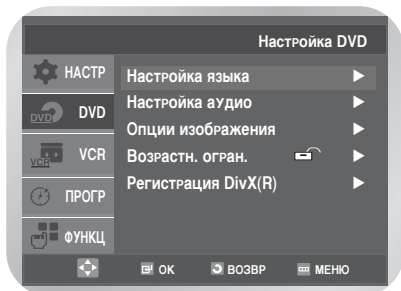 Настройка DVD
НАСТР
Настройка языка ►
DVD DVD
Настройка аудио ►
Опции изображения ►
VCR VCR
Возрастн. огран. ►
ПРОГР
Регистрация DivX(R) ►
ФУНКЦ
ОК ВОЗВР МЕНЮ